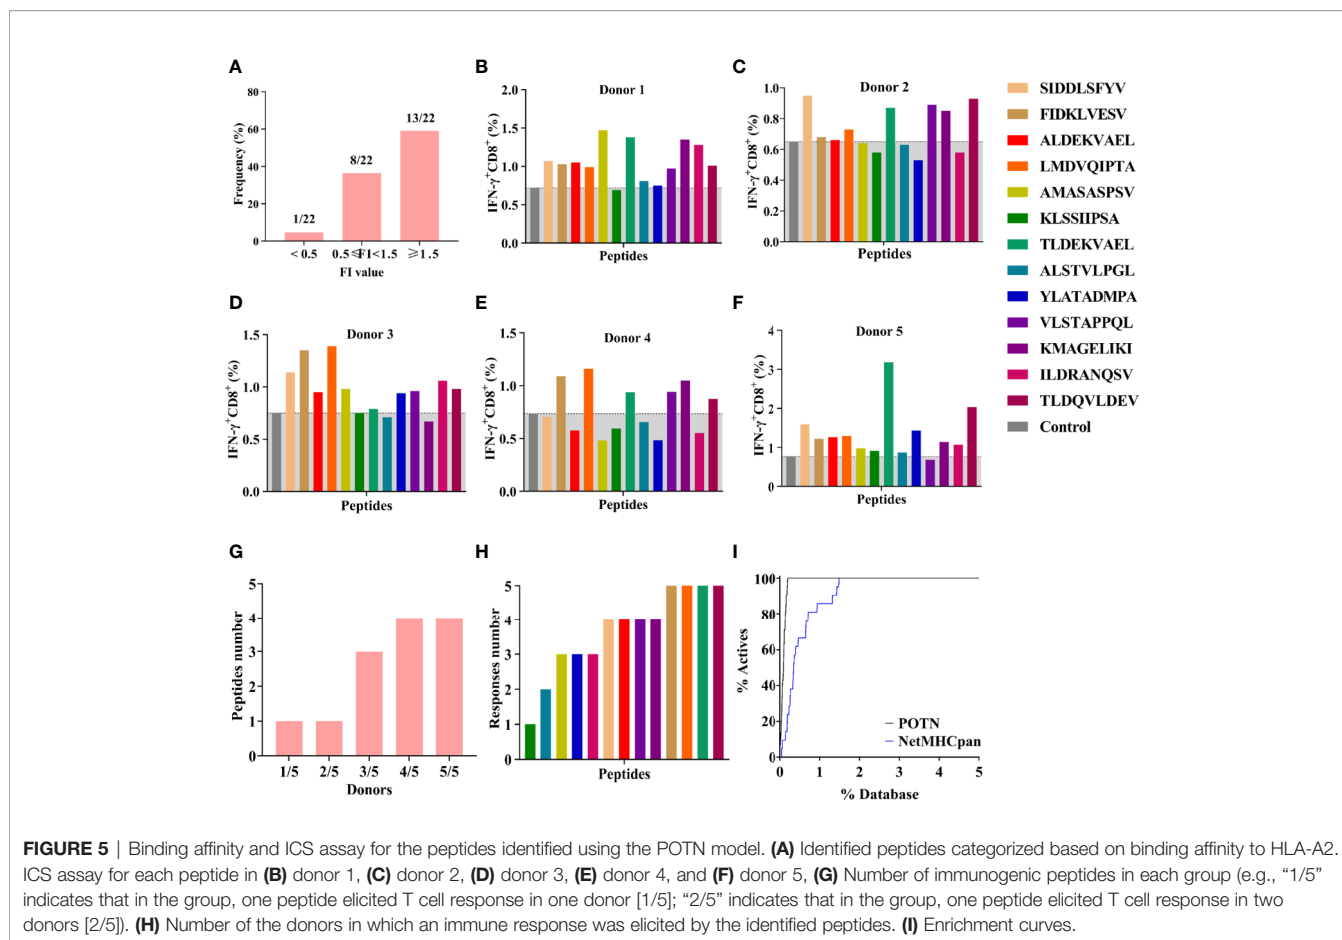 A
Frequency (%)
80
60
40
20
0
1/22
8/22
13/22
< 0.5
0.5 ≤FI<1.5
≥1.5
FI value
B
Donor 1
IFN-γ+CD8+ (%)
2.0
1.5
1.0
0.5
0.0
Peptides
C
Donor 2
IFN-γ+CD8+ (%)
1.0
0.8
0.6
0.4
0.2
0.0
Peptides
SIDDLSFYV
FIDKLVESV
ALDEKVAEL
LMDVQIPTA
AMASASPSV
KLSSIIPSA
TLDEKVAEL
ALSTVLPGL
YLATADMPA
VLSTAPPQL
KMAGELIKI
ILDRANQSV
TLDQVLDEV
Control
D
Donor 3
IFN-γ+CD8+ (%)
1.5
1.0
0.5
0.0
Peptides
E
Donor 4
IFN-γ+CD8+ (%)
1.5
1.0
0.5
0.0
Peptides
F
Donor 5
IFN-γ+CD8+ (%)
4
3
2
1
0
Peptides
G
Peptides number
5
4
3
2
1
0
1/5 2/5 3/5 4/5 5/5
Donors
H
Responses number
5
4
3
2
1
0
Peptides
I
% Actives
100
80
60
40
20
0
POTN
NetMHCpan
0 1 2 3 4 5
% Database
FIGURE 5 | Binding affinity and ICS assay for the peptides identified using the POTN model. (A) Identified peptides categorized based on binding affinity to HLA-A2.
ICS assay for each peptide in (B) donor 1, (C) donor 2, (D) donor 3, (E) donor 4, and (F) donor 5, (G) Number of immunogenic peptides in each group (e.g., “1/5”
indicates that in the group, one peptide elicited T cell response in one donor [1/5]; “2/5” indicates that in the group, one peptide elicited T cell response in two
donors [2/5]). (H) Number of the donors in which an immune response was elicited by the identified peptides. (I) Enrichment curves.